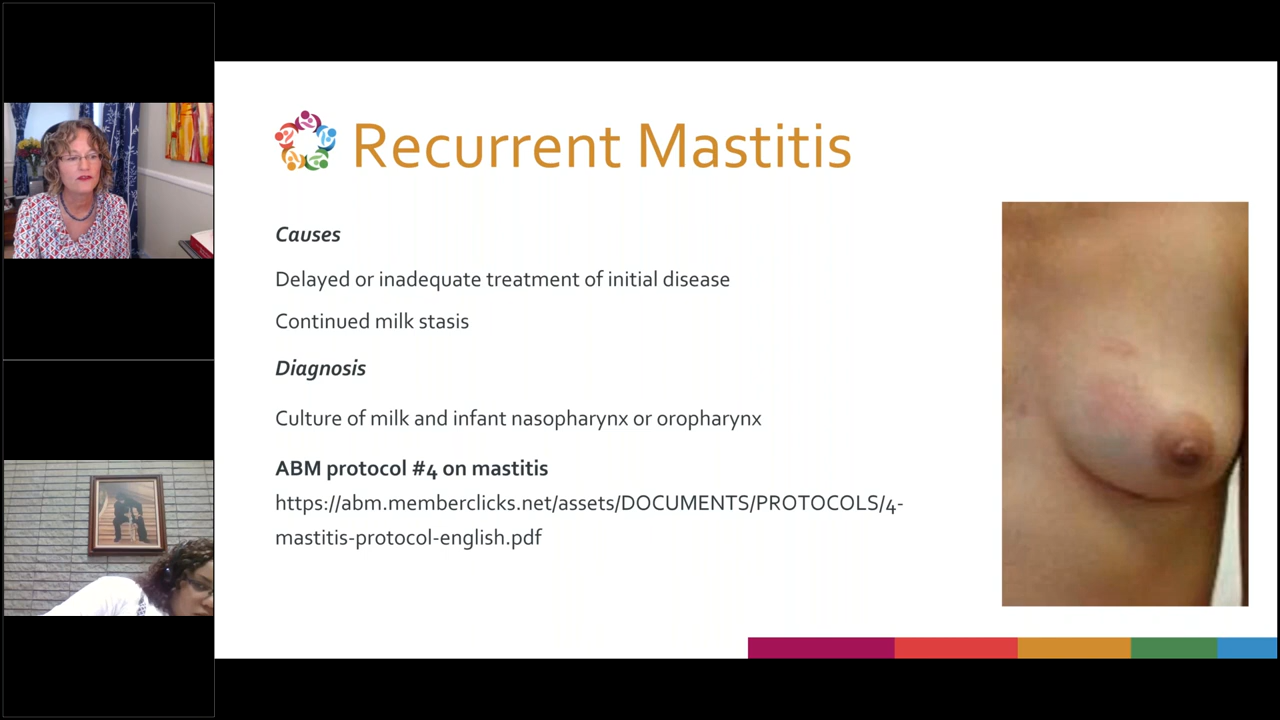 Recurrent Mastitis
Causes
Delayed or inadequate treatment of initial disease
Continued milk stasis
Diagnosis
Culture of milk and infant nasopharynx or oropharynx
ABM protocol #4 on mastitis
https://abm.memberclicks.net/assets/DOCUMENTS/PROTOCOLS/4-
mastitis-protocol-english.pdf